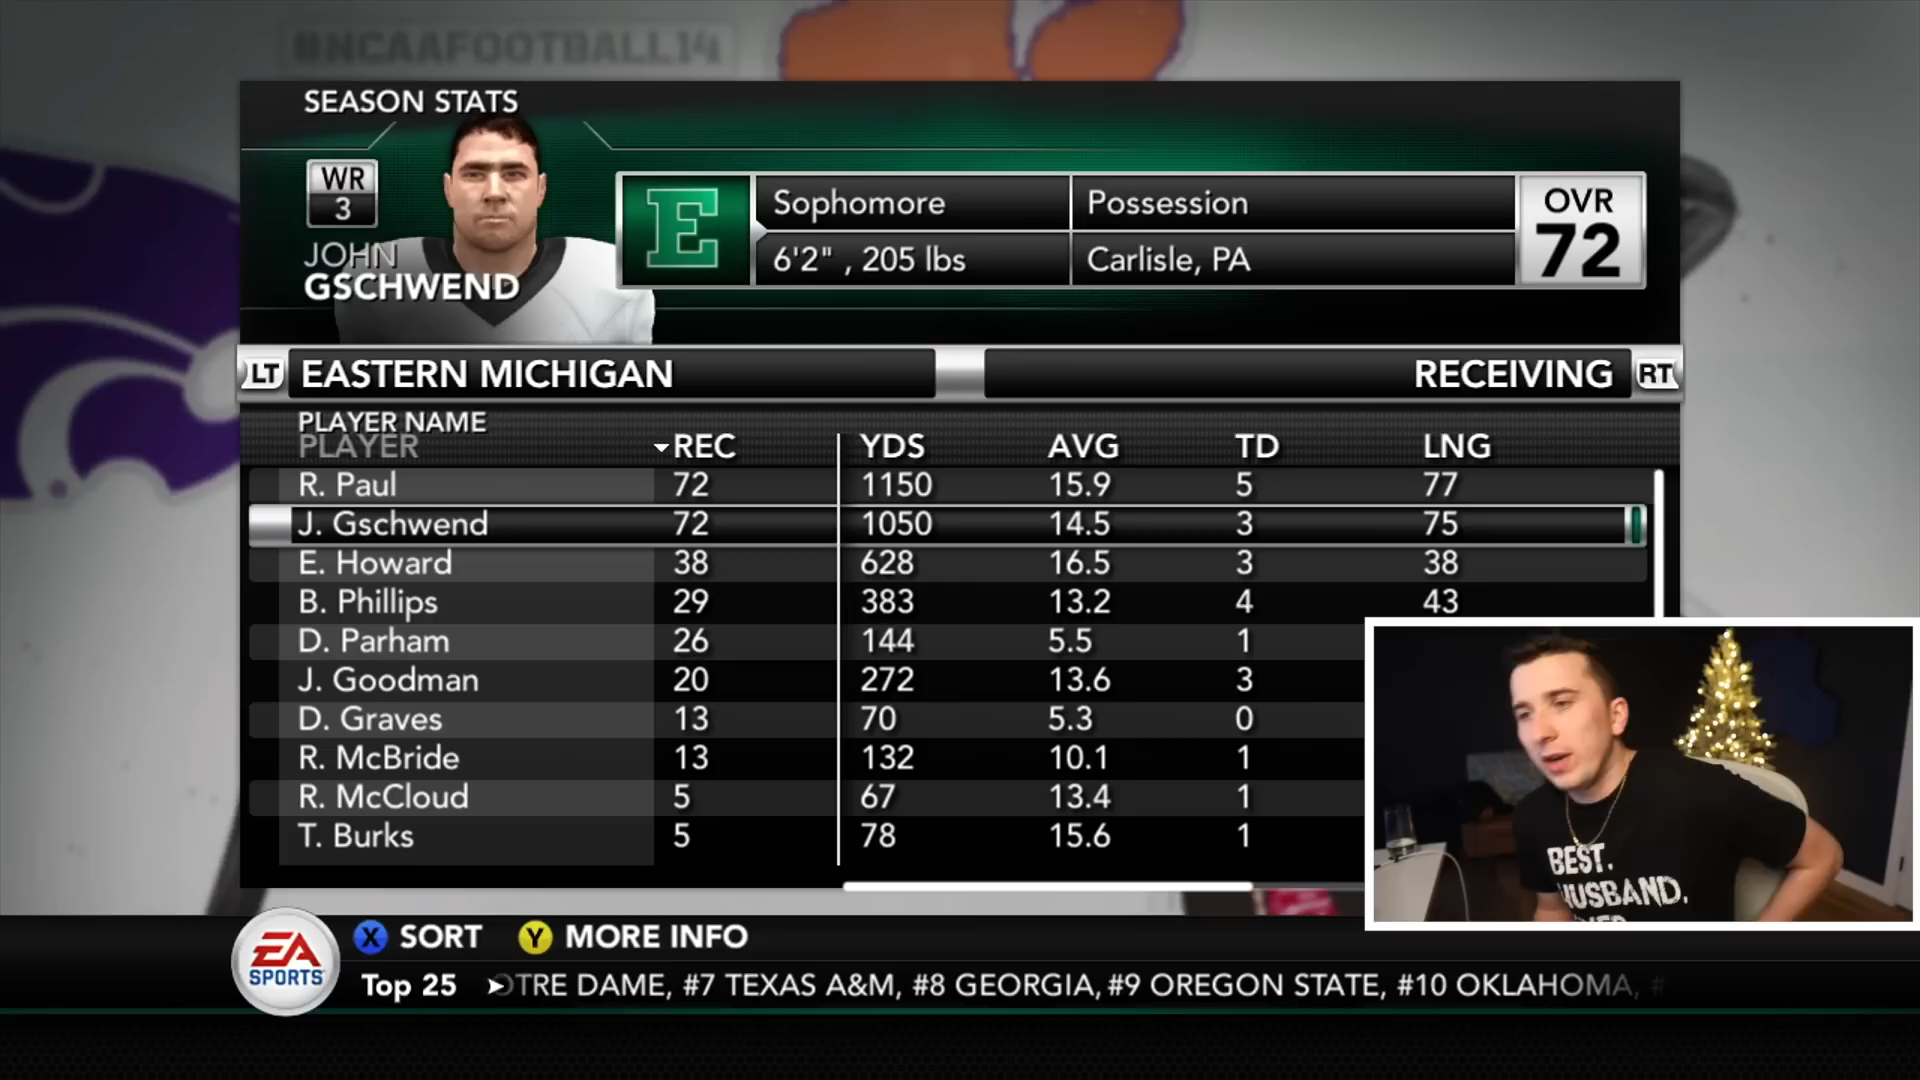 #NCAAFOOTBALL14
SEASON STATS
WR
3
JOHN
GSCHWEND
E
Sophomore
Possession
6'2" , 205 lbs
Carlisle, PA
OVR
72
LT EASTERN MICHIGAN
RECEIVING RT
PLAYER NAME
PLAYER REC YDS AVG TD LNG
R. Paul 72 1150 15.9 5 77
J. Gschwend 72 1050 14.5 3 75
E. Howard 38 628 16.5 3 38
B. Phillips 29 383 13.2 4 43
D. Parham 26 144 5.5 1
J. Goodman 20 272 13.6 3
D. Graves 13 70 5.3 0
R. McBride 13 132 10.1 1
R. McCloud 5 67 13.4 1
T. Burks 5 78 15.6 1
BEST.
HUSBAND.
EA
SPORTS
X SORT Y MORE INFO
Top 25 OTRE DAME, #7 TEXAS A&M, #8 GEORGIA, #9 OREGON STATE, #10 OKLAHOMA, #